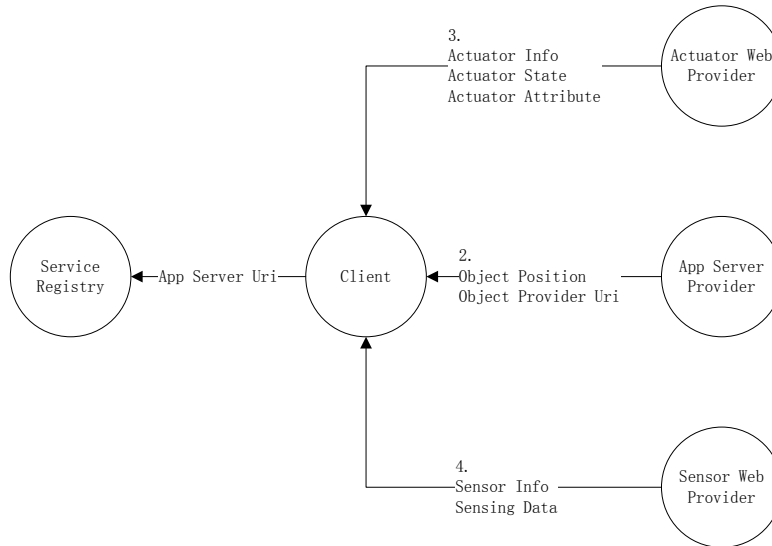 3.
Actuator Info
Actuator State
Actuator Attribute
Actuator Web
Provider
Service
Registry
App Server Uri
Client
2.
Object Position
Object Provider Uri
App Server
Provider
4.
Sensor Info
Sensing Data
Sensor Web
Provider